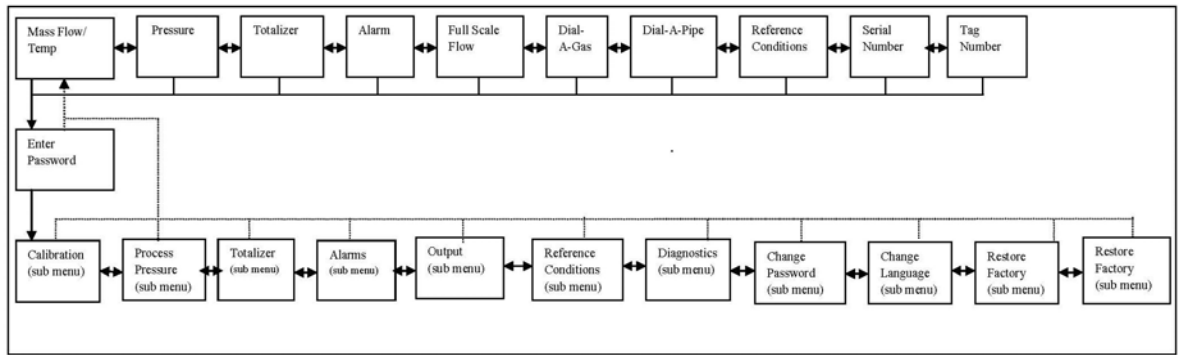 Mass Flow/
Temp
Pressure
Totalizer
Alarm
Full Scale
Flow
Dial-
A-Gas
Dial-A-Pipe
Reference
Conditions
Serial
Number
Tag
Number
Enter
Password
Calibration
(sub menu)
Process
Pressure
(sub menu)
Totalizer
(sub menu)
Alarms
(sub menu)
Output
(sub menu)
Reference
Conditions
(sub menu)
Diagnostics
(sub menu)
Change
Password
(sub menu)
Change
Language
(sub menu)
Restore
Factory
(sub menu)
Restore
Factory
(sub menu)